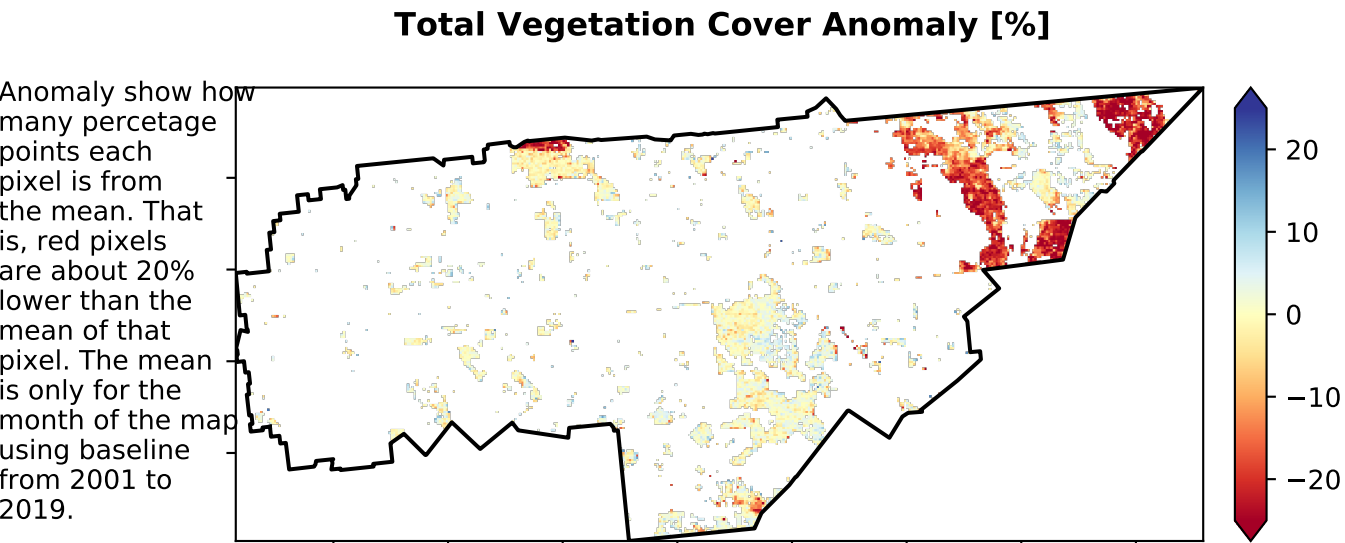 Total Vegetation Cover Anomaly [%]
Anomaly show how
many percetage
points each
pixel is from
the mean. That
is, red pixels
are about 20%
lower than the
mean of that
pixel. The mean
is only for the
month of the map
using baseline
from 2001 to
2019.
20
10
0
−10
−20